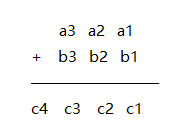 a3 a2 a1
+ b3 b2 b1
c4 c3 c2 c1